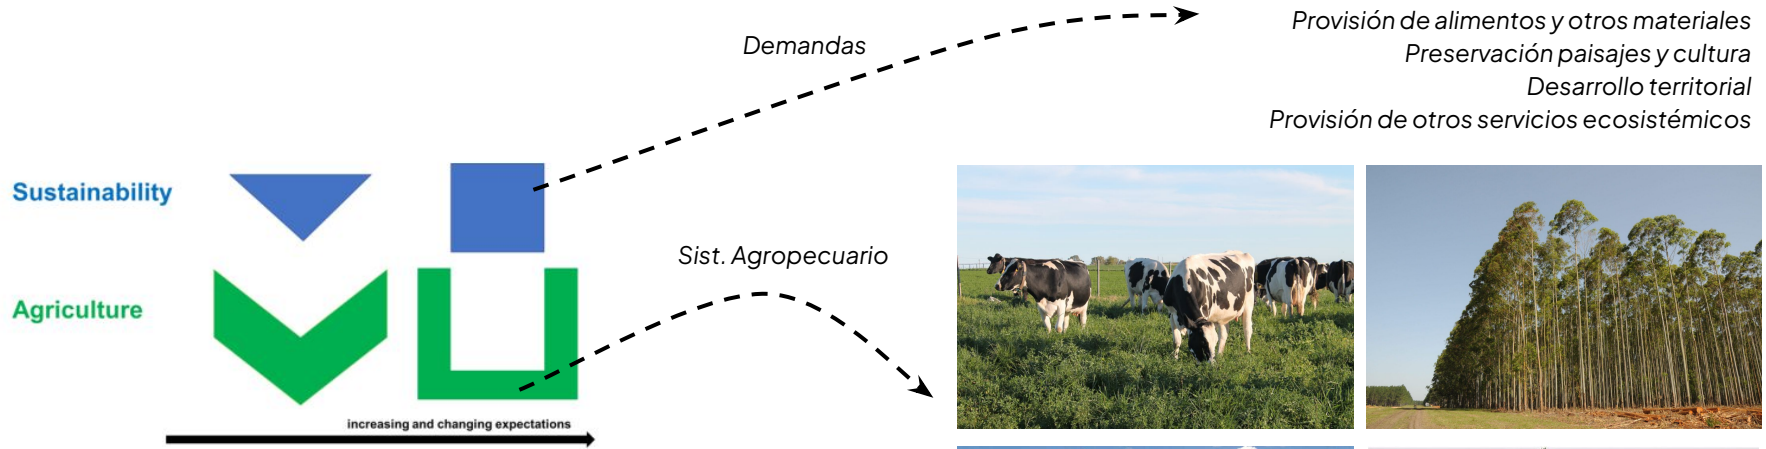 Demandas
Provisión de alimentos y otros materiales
Preservación paisajes y cultura
Desarrollo territorial
Provisión de otros servicios ecosistémicos
Sustainability
Sist. Agropecuario
Agriculture
increasing and changing expectations